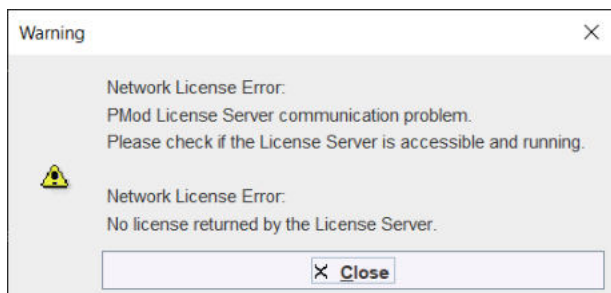 Warning
Network License Error:
PMod License Server communication problem.
Please check if the License Server is accessible and running.
Network License Error:
No license returned by the License Server.
Close